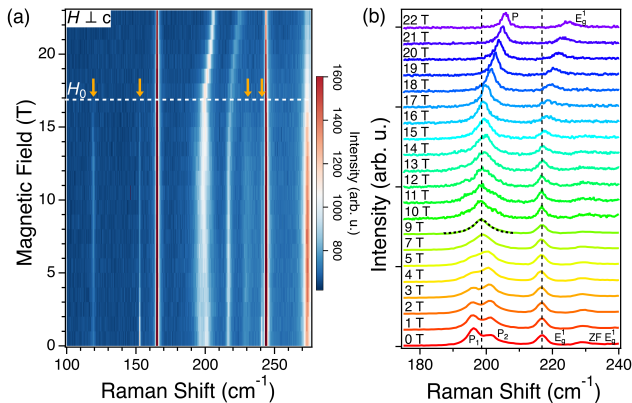 (a)
H ⊥ c
H₀
Magnetic Field (T)
20
15
10
5
0
100
150
200
250
Raman Shift (cm⁻¹)
1600
1400
1200
1000
800
Intensity (arb. u.)
(b)
22 T
P
E_g¹
21 T
20 T
19 T
18 T
17 T
16 T
15 T
14 T
13 T
12 T
11 T
10 T
9 T
7 T
5 T
4 T
3 T
2 T
1 T
0 T
P₁
P₂
E_g¹
ZF E_g¹
Intensity (arb. u.)
180
200
220
240
Raman Shift (cm⁻¹)